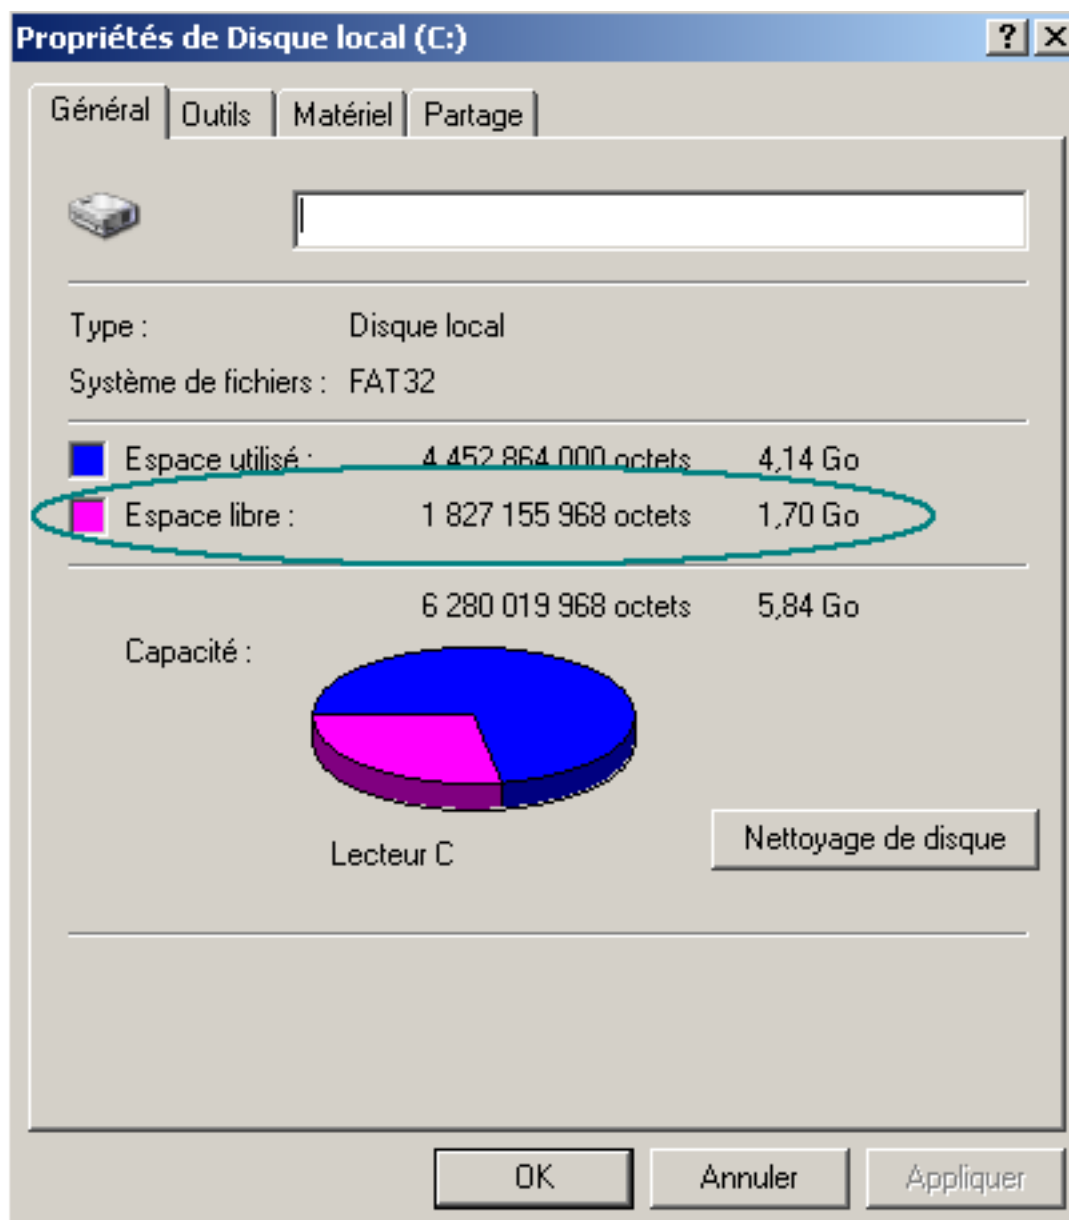 Propriétés de Disque local (C:)
Général Outils Matériel Partage
Type : Disque local
Système de fichiers : FAT32
Espace utilisé : 4 452 864 000 octets 4,14 Go
Espace libre : 1 827 155 968 octets 1,70 Go
6 280 019 968 octets 5,84 Go
Capacité :
Lecteur C
Nettoyage de disque
OK Annuler Appliquer